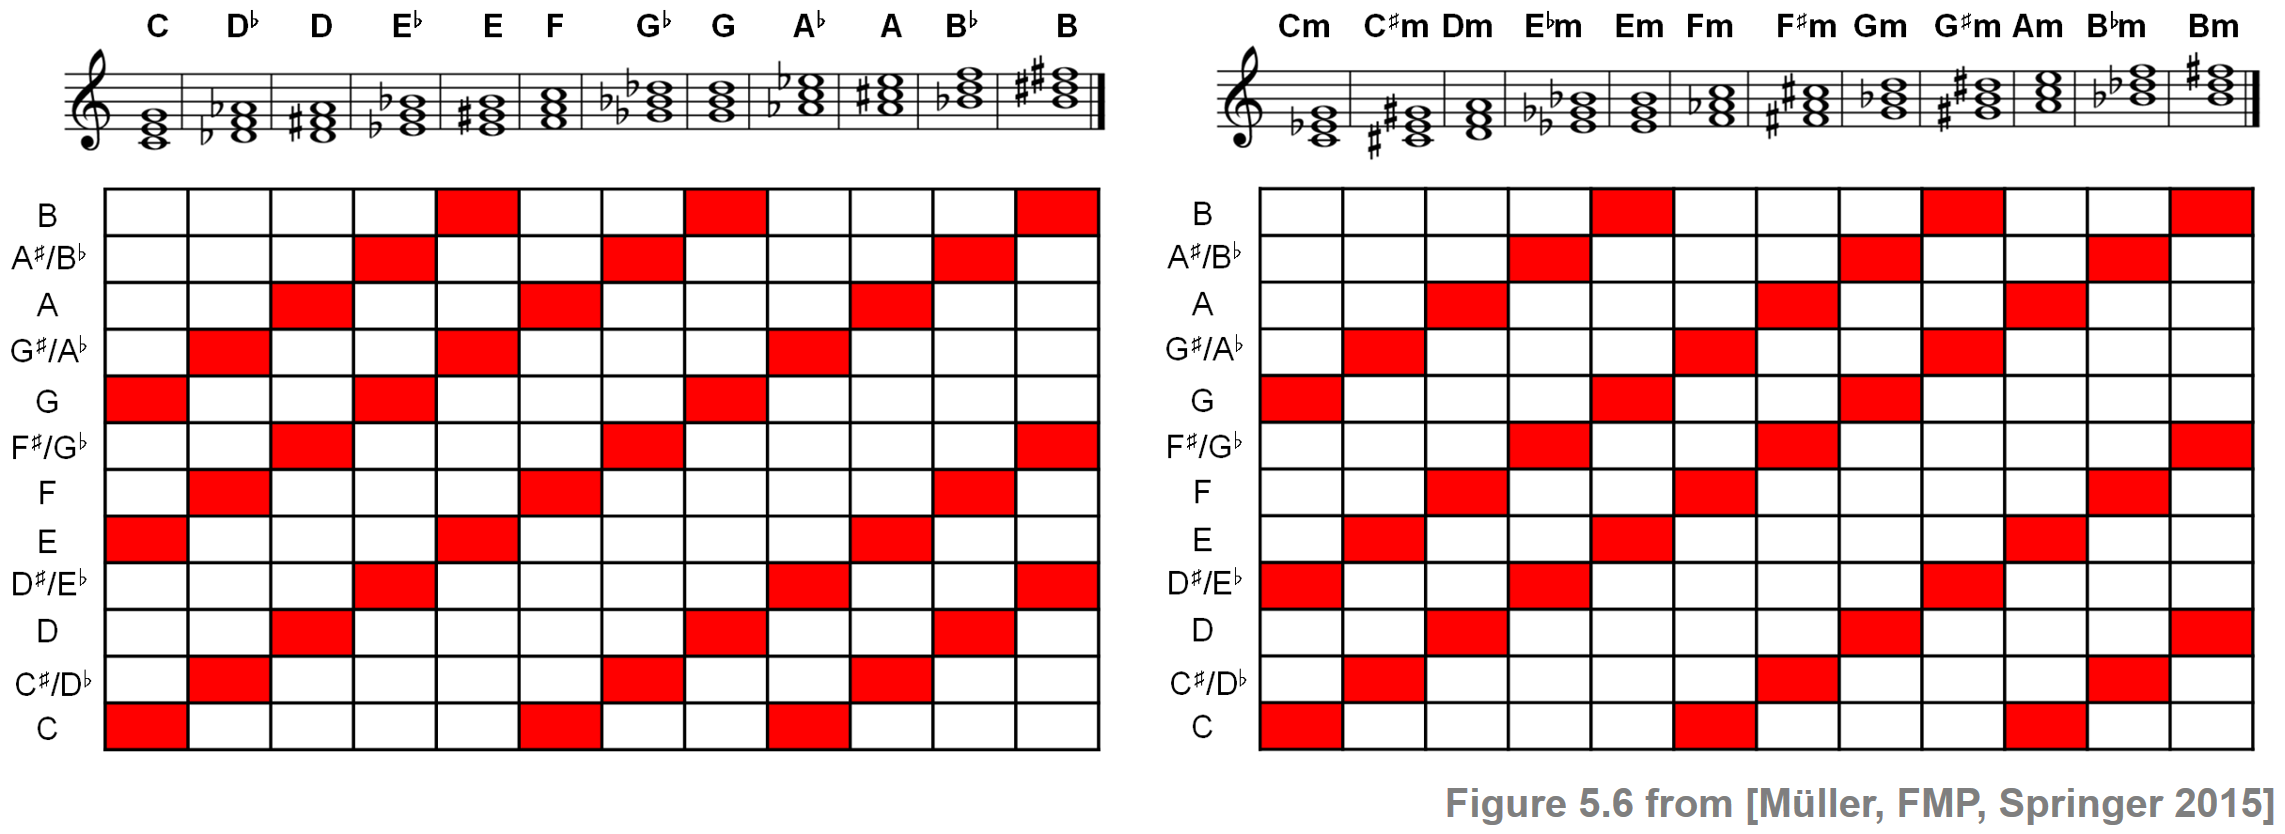 C D♭ D E♭ E F G♭ G A♭ A B♭ B
Cm C♯m Dm E♭m Em Fm F♯m Gm G♯m Am B♭m Bm
B
A♯/B♭
A
G♯/A♭
G
F♯/G♭
F
E
D♯/E♭
D
C♯/D♭
C
B
A♯/B♭
A
G♯/A♭
G
F♯/G♭
F
E
D♯/E♭
D
C♯/D♭
C
Figure 5.6 from [Müller, FMP, Springer 2015]